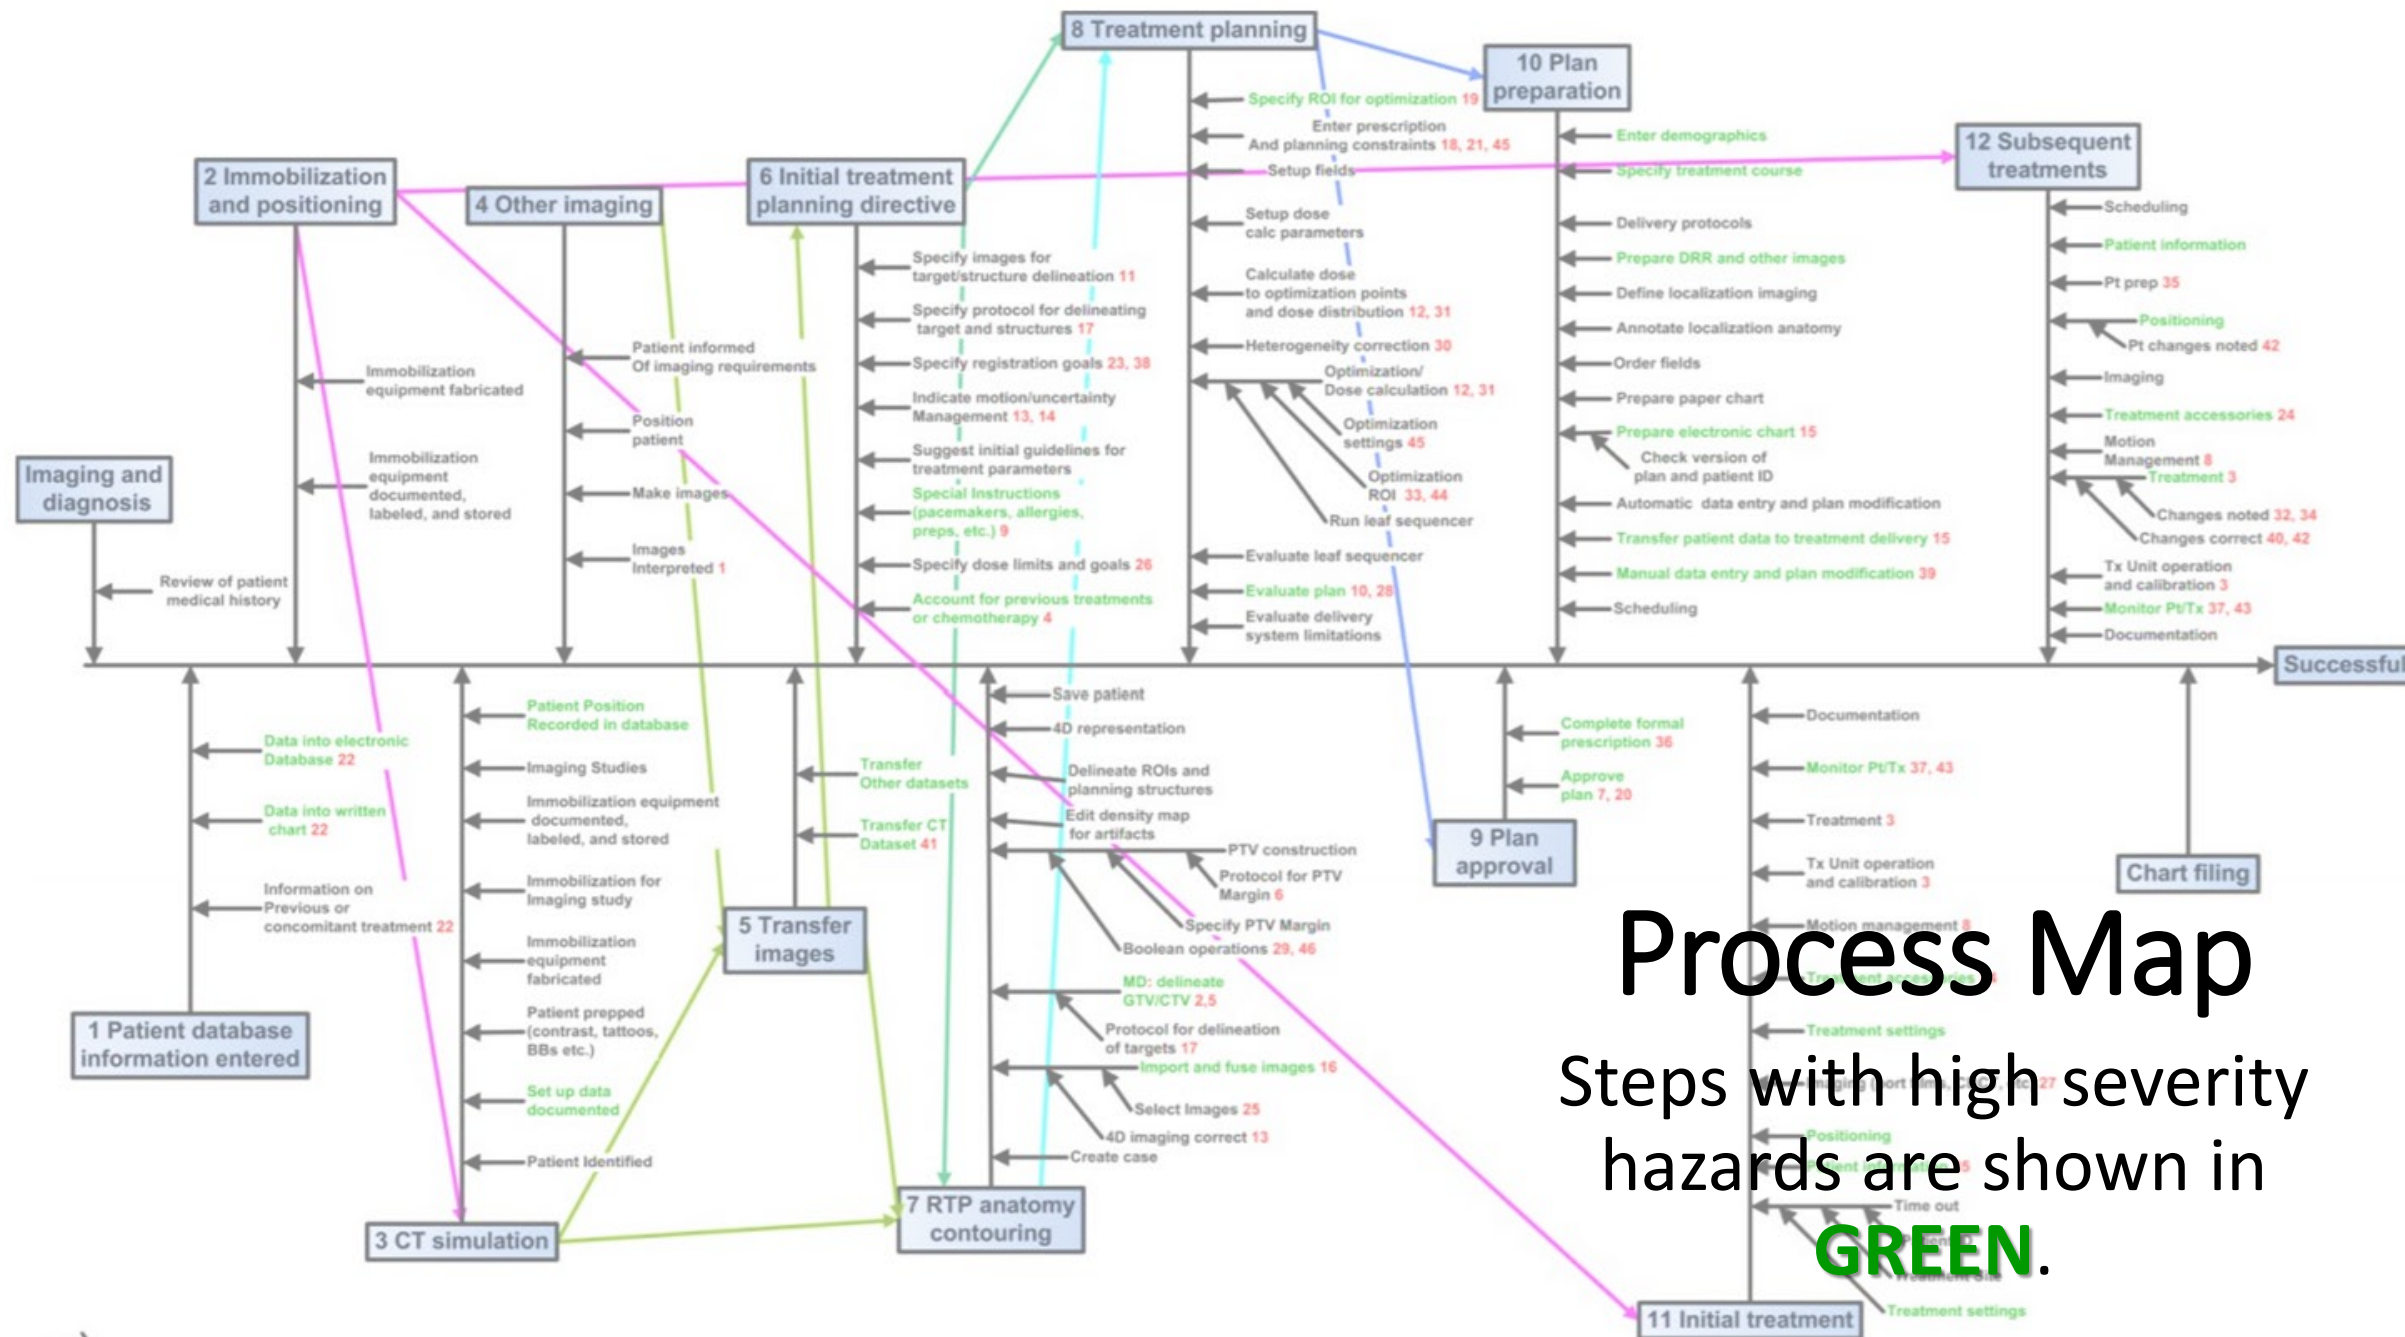 8 Treatment planning
10 Plan
preparation
12 Subsequent
treatments
2 Immobilization
and positioning
4 Other imaging
6 Initial treatment
planning directive
Imaging and
diagnosis
Review of patient
medical history
Immobilization
equipment fabricated
Immobilization
equipment
documented,
labeled, and stored
Patient informed
Of imaging requirements
Position
patient
Make images
Images
Interpreted 1
Specify images for
target/structure delineation 11
Specify protocol for delineating
target and structures 17
Specify registration goals 23, 38
Indicate motion/uncertainty
Management 13, 14
Suggest initial guidelines for
treatment parameters
Special Instructions
(pacemakers, allergies,
preps, etc.) 9
Specify dose limits and goals 26
Account for previous treatments
or chemotherapy 4
Specify ROI for optimization 19
Enter prescription
And planning constraints 18, 21, 45
Setup fields
Setup dose
calc parameters
Calculate dose
to optimization points
and dose distribution 12, 31
Heterogeneity correction 30
Optimization/
Dose calculation 12, 31
Optimization
settings 45
Optimization
ROI 33, 44
Run leaf sequencer
Evaluate leaf sequencer
Evaluate plan 10, 28
Evaluate delivery
system limitations
Enter demographics
Specify treatment course
Delivery protocols
Prepare DRR and other images
Define localization imaging
Annotate localization anatomy
Order fields
Prepare paper chart
Prepare electronic chart 15
Check version of
plan and patient ID
Automatic data entry and plan modification
Transfer patient data to treatment delivery 15
Manual data entry and plan modification 39
Scheduling
Scheduling
Patient information
Pt prep 35
Positioning
Pt changes noted 42
Imaging
Treatment accessories 24
Motion
Management 8
Treatment 3
Changes noted 32, 34
Changes correct 40, 42
Tx Unit operation
and calibration 3
Monitor Pt/Tx 37, 43
Documentation
Successful
Data into electronic
Database 22
Data into written
chart 22
Information on
Previous or
concomitant treatment 22
1 Patient database
information entered
Patient Position
Recorded in database
Imaging Studies
Immobilization equipment
documented,
labeled, and stored
Immobilization for
Imaging study
Immobilization
equipment
fabricated
Patient prepped
(contrast, tattoos,
BBs etc.)
Set up data
documented
Patient Identified
3 CT simulation
Transfer
Other datasets
Transfer CT
Dataset 41
5 Transfer
images
Save patient
4D representation
Delineate ROIs and
planning structures
Edit density map
for artifacts
PTV construction
Protocol for PTV
Margin 6
Specify PTV Margin
Boolean operations 29, 46
MD: delineate
GTV/CTV 2,5
Protocol for delineation
of targets 17
Import and fuse images 16
Select Images 25
4D imaging correct 13
Create case
7 RTP anatomy
contouring
Complete formal
prescription 36
Approve
plan 7, 20
9 Plan
approval
Documentation
Monitor Pt/Tx 37, 43
Treatment 3
Tx Unit operation
and calibration 3
Motion management 8
Treatment accessories
Treatment settings
Imaging (port films, etc. 27
Positioning
Patient information
Time out
Treatment Site
Treatment settings
11 Initial treatment
Chart filing
Process Map
Steps with high severity
hazards are shown in
GREEN.